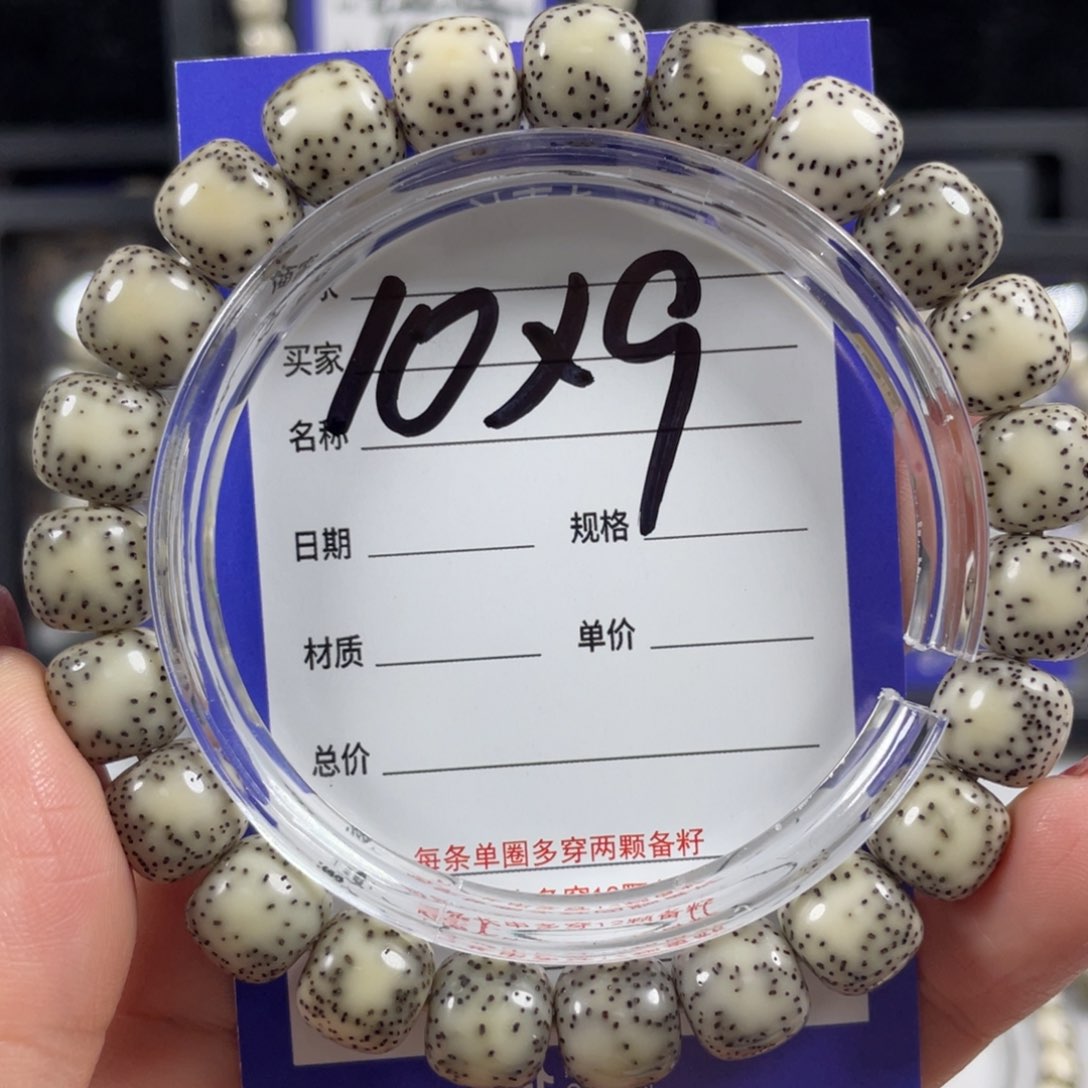 10×9
买家
名称
日期 规格
材质 单价
总价
每条单圈多穿两颗备籽